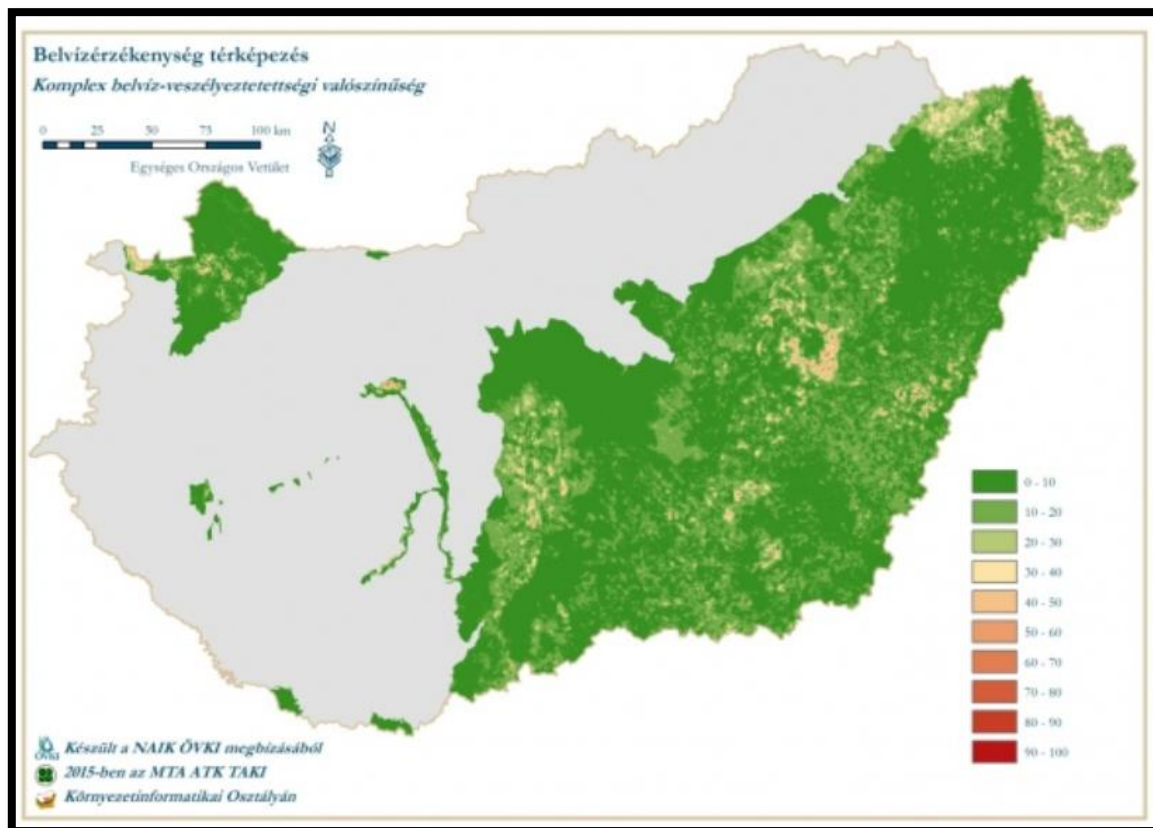 Belvízérzékenység térképezés
Komplex belvíz-veszélyeztetettségi valószínűség
0 25 50 75 100 km
N
Egységes Országos Vetület
0 - 10
10 - 20
20 - 30
30 - 40
40 - 50
50 - 60
60 - 70
70 - 80
80 - 90
90 - 100
ÖVKI Készült a NAIK ÖVKI megbízásából
2015-ben az MTA ATK TAKI
Környezetinformatikai Osztályán